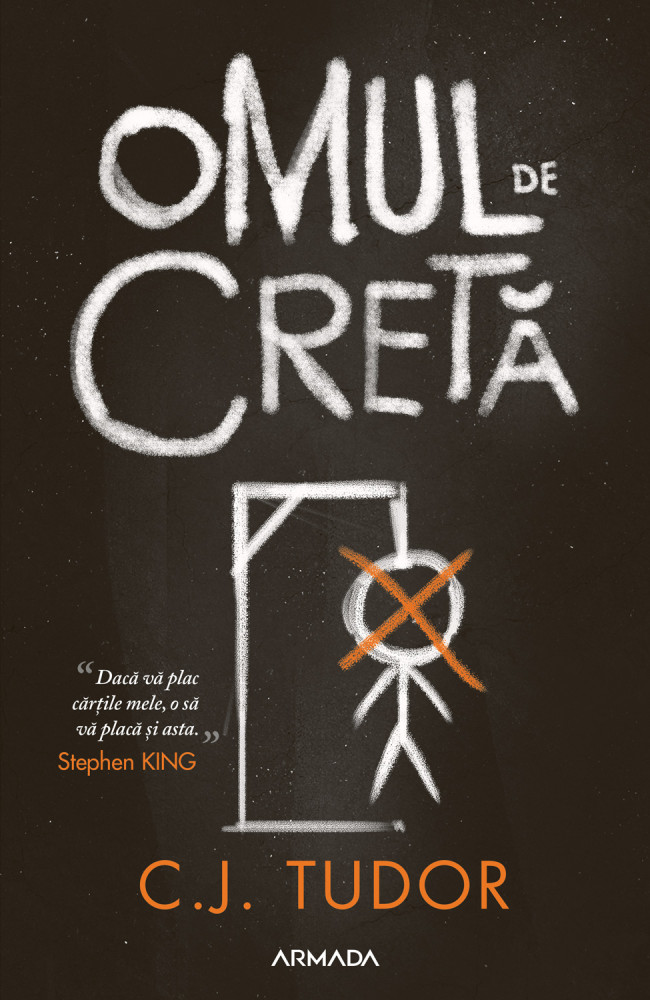 OMUL DE
CRETĂ
“Dacă vă plac
cărțile mele, o să
vă placă și asta.”
Stephen KING
C.J. TUDOR
ARMADA